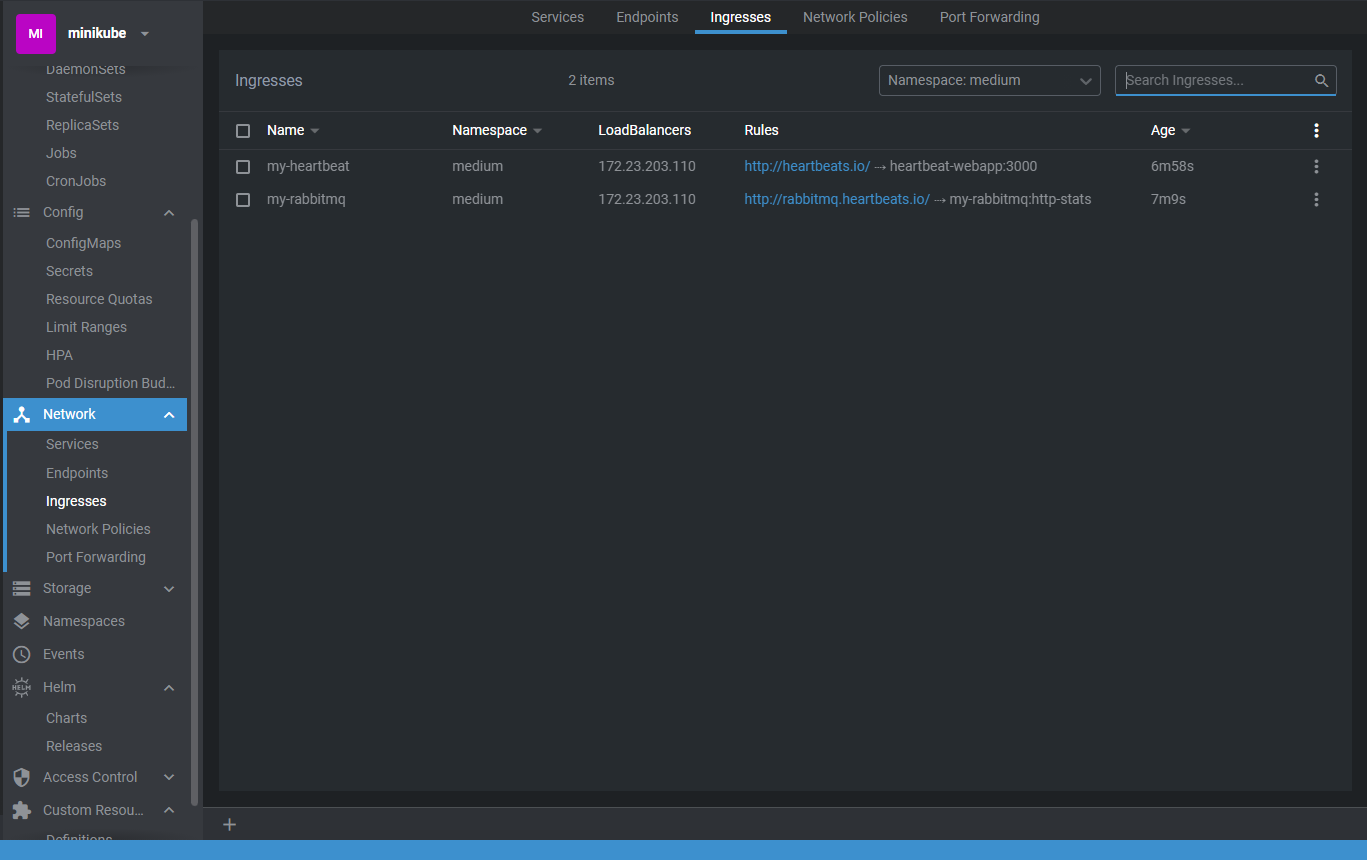 MI
minikube
DaemonSets
StatefulSets
ReplicaSets
Jobs
CronJobs
Config
ConfigMaps
Secrets
Resource Quotas
Limit Ranges
HPA
Pod Disruption Bud...
Network
Services
Endpoints
Ingresses
Network Policies
Port Forwarding
Storage
Namespaces
Events
HELM
Helm
Charts
Releases
Access Control
Custom Resou...
Definitions
Services Endpoints Ingresses Network Policies Port Forwarding
Ingresses 2 items Namespace: medium Search Ingresses...
Name Namespace LoadBalancers Rules Age
my-heartbeat medium 172.23.203.110 http://heartbeats.io/ ⇢ heartbeat-webapp:3000 6m58s
my-rabbitmq medium 172.23.203.110 http://rabbitmq.heartbeats.io/ ⇢ my-rabbitmq:http-stats 7m9s